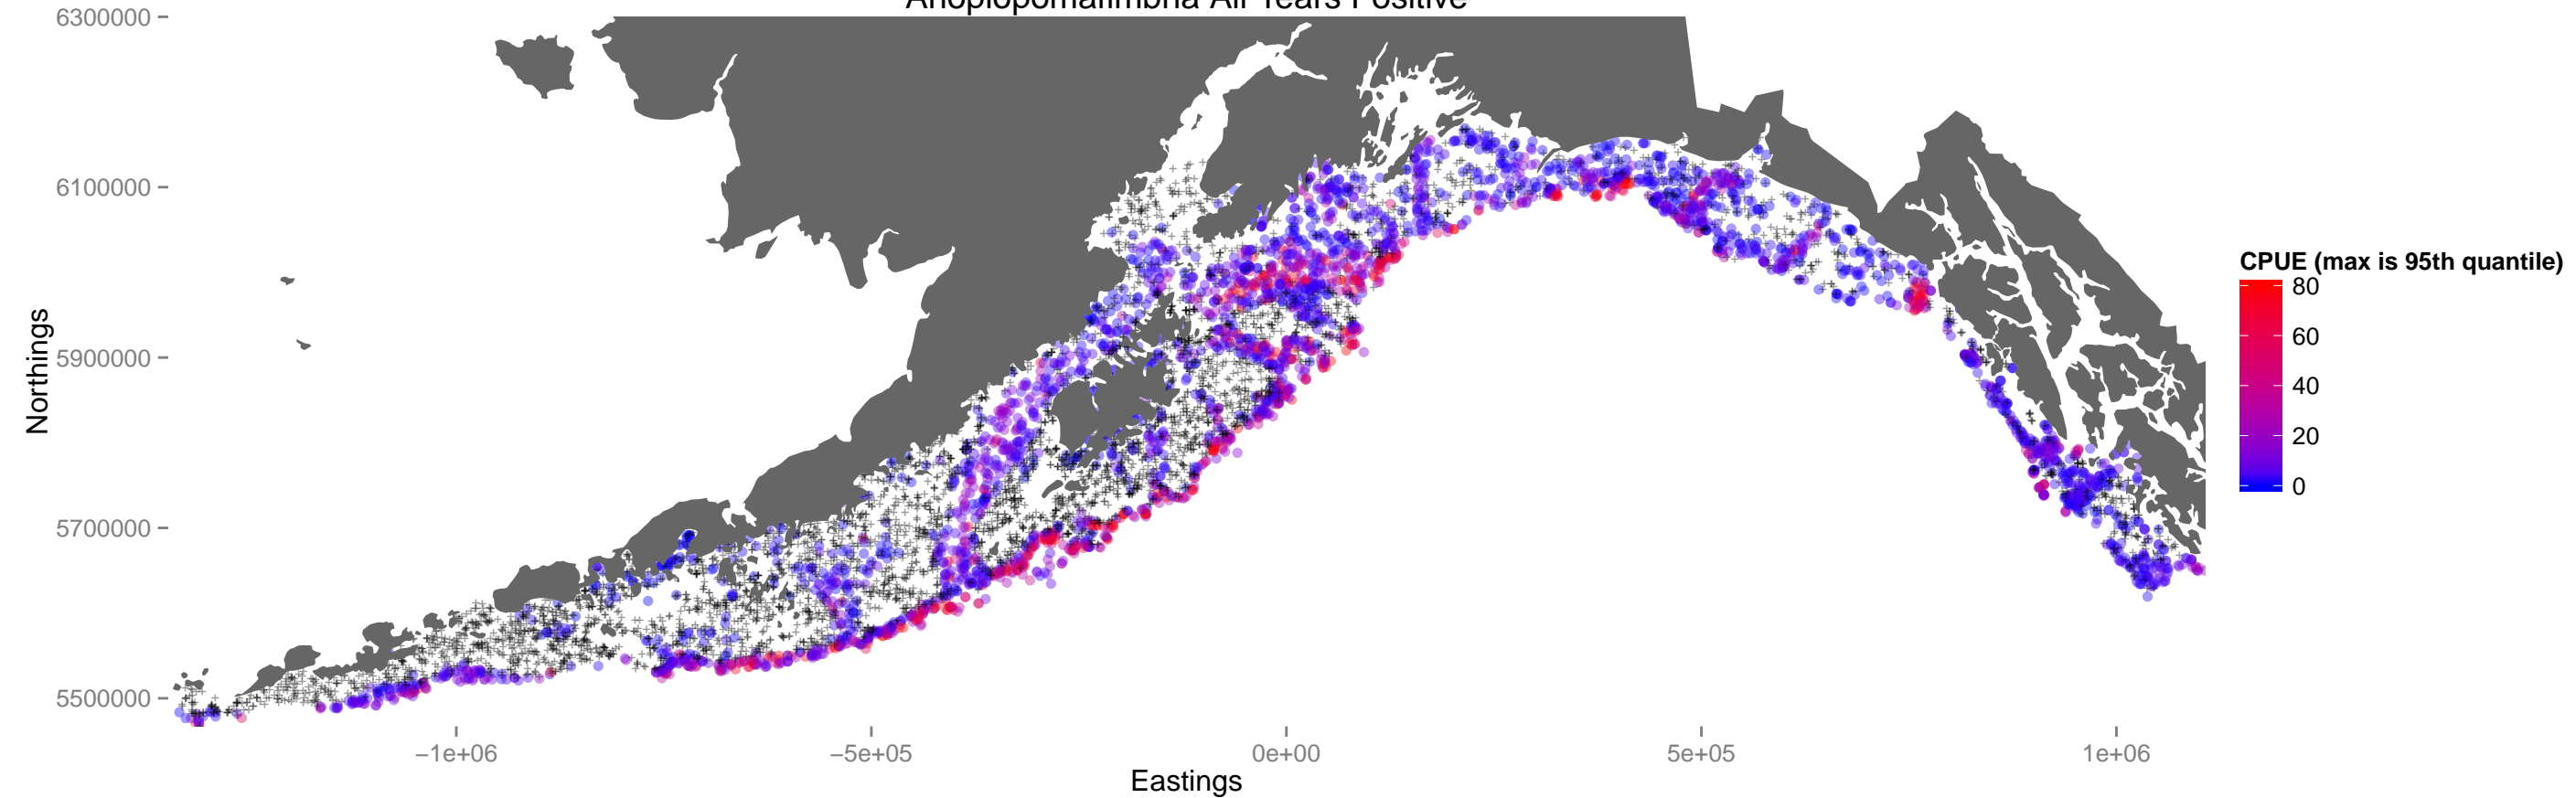 Anoplopomafimbria All Years Positive
6300000
6100000
5900000
5700000
5500000
Northings
−1e+06
−5e+05
0e+00
5e+05
1e+06
Eastings
CPUE (max is 95th quantile)
80
60
40
20
0